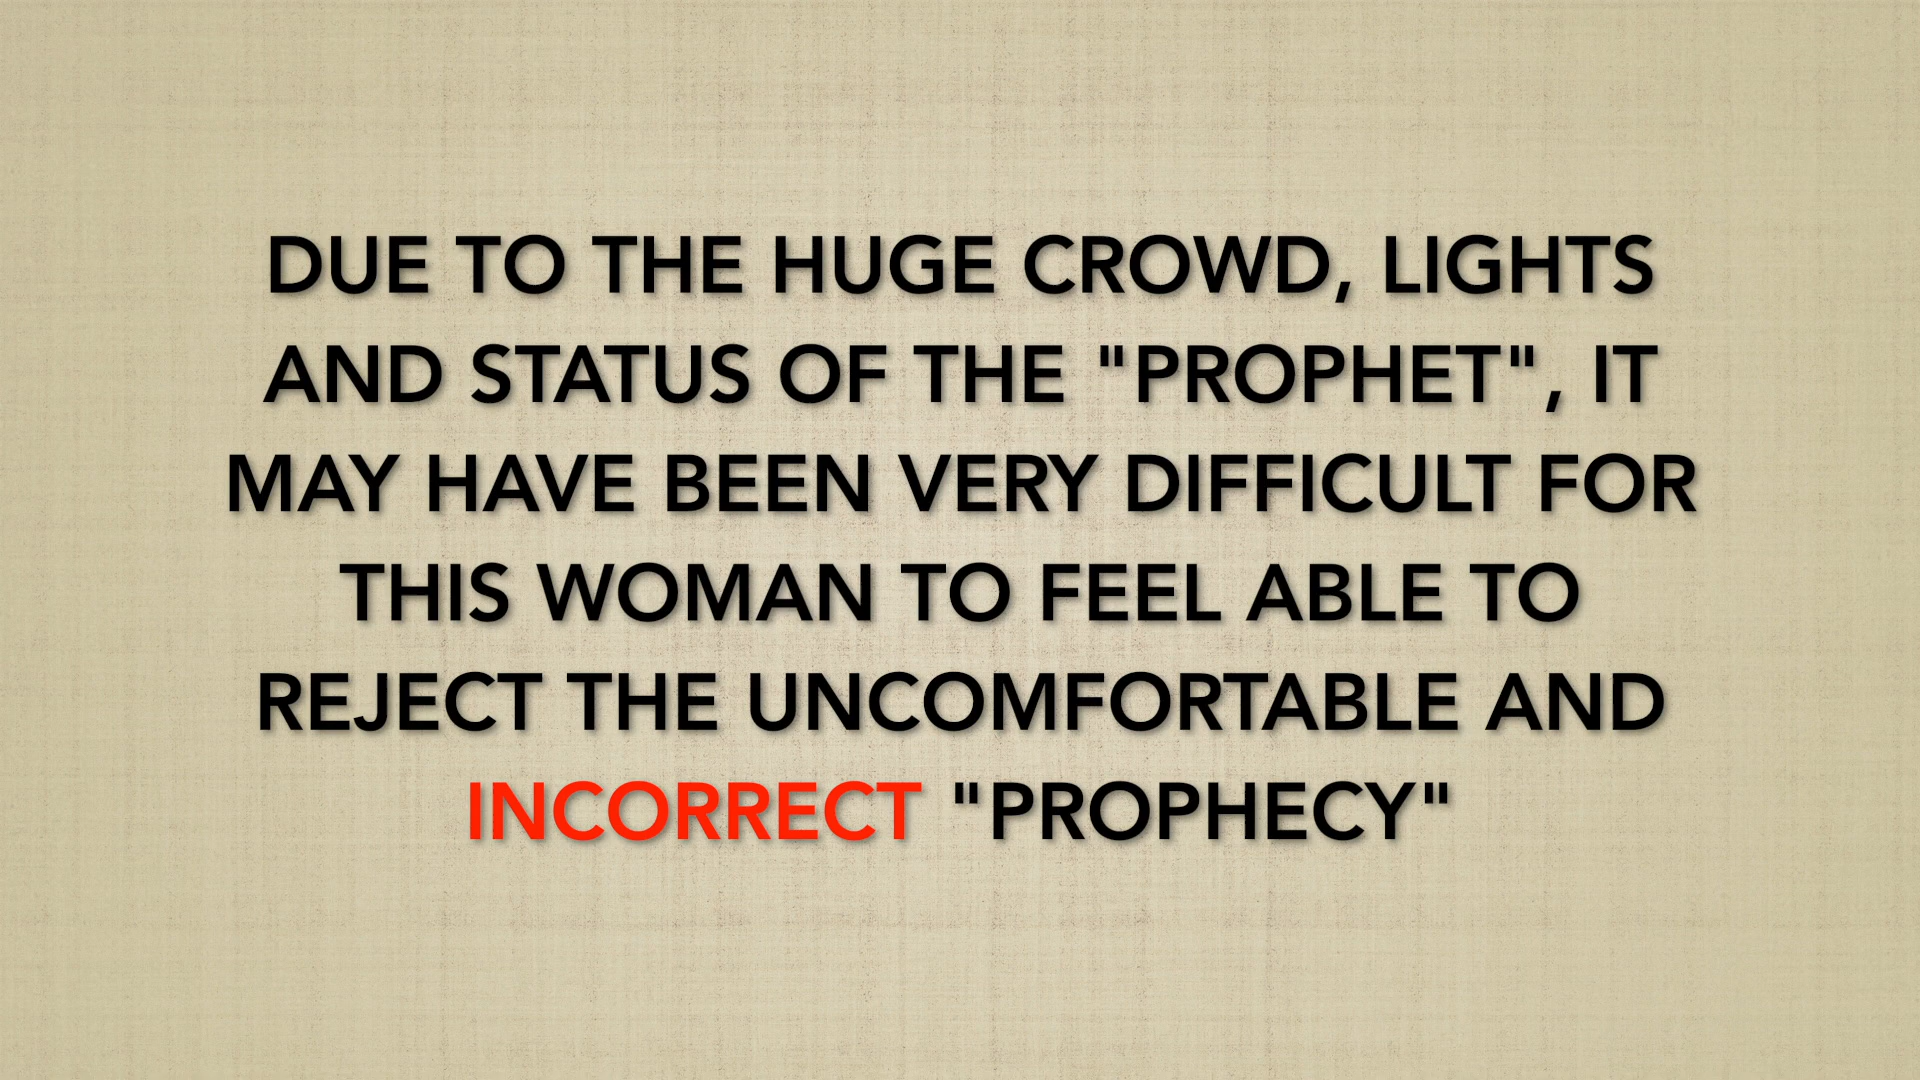 DUE TO THE HUGE CROWD, LIGHTS
AND STATUS OF THE "PROPHET", IT
MAY HAVE BEEN VERY DIFFICULT FOR
THIS WOMAN TO FEEL ABLE TO
REJECT THE UNCOMFORTABLE AND
INCORRECT "PROPHECY"